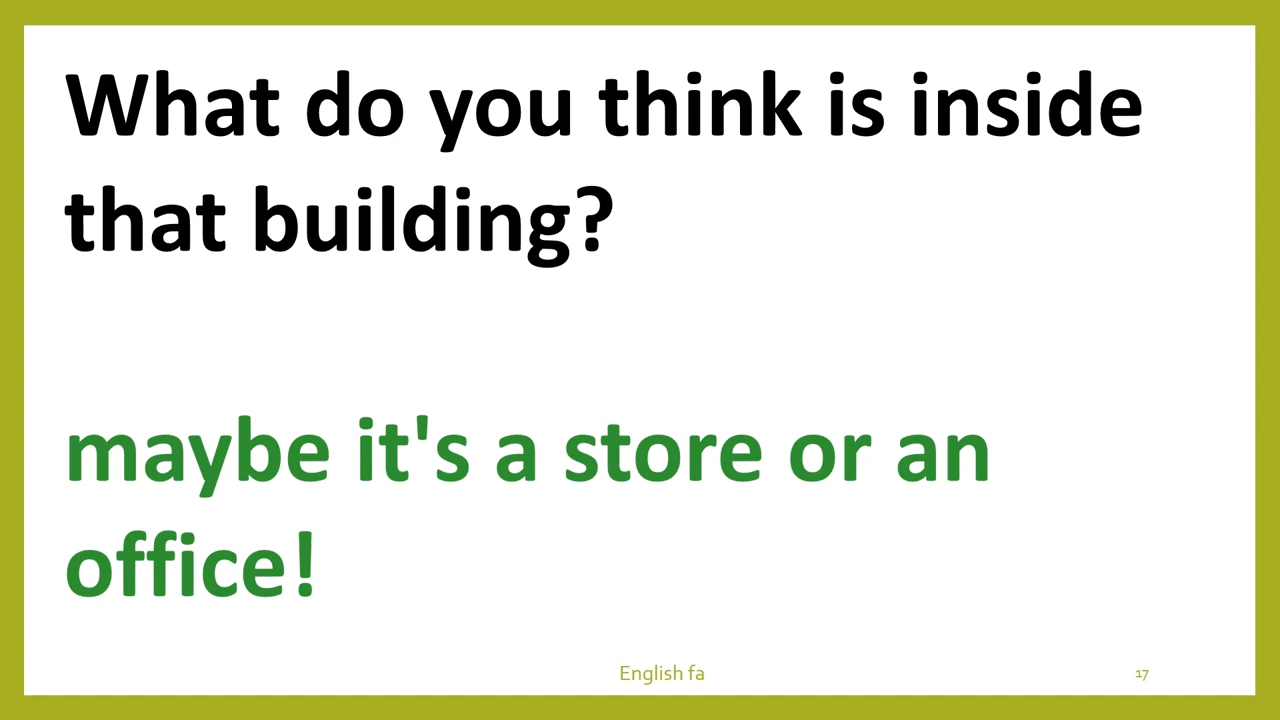 What do you think is inside
that building?
maybe it's a store or an
office!
English fa
17